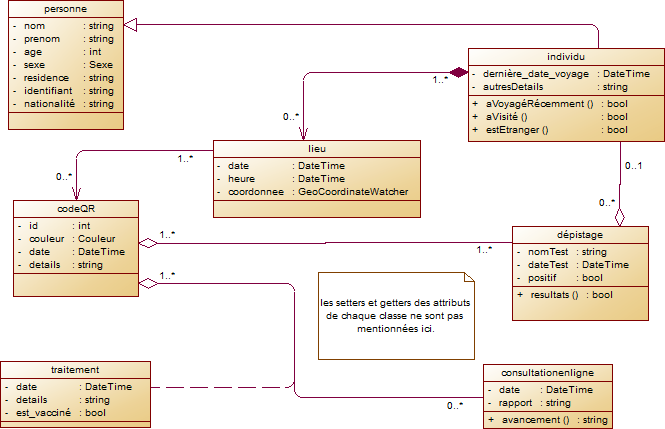 personne
- nom : string
- prenom : string
- age : int
- sexe : Sexe
- residence : string
- identifiant : string
- nationalité : string
individu
- dernière_date_voyage : DateTime
- autresDetails : string
+ aVoyagéRécemment () : bool
+ aVisité () : bool
+ estEtranger () : bool
1..*
0..*
lieu
- date : DateTime
- heure : DateTime
- coordonnee : GeoCoordinateWatcher
1..*
0..*
0..1
0..*
codeQR
- id : int
- couleur : Couleur
- date : DateTime
- details : string
1..*
1..*
1..*
dépistage
- nomTest : string
- dateTest : DateTime
- positif : bool
+ resultats () : bool
les setters et getters des attributs
de chaque classe ne sont pas
mentionnées ici.
traitement
- date : DateTime
- details : string
- est_vacciné : bool
consultationenligne
- date : DateTime
- rapport : string
+ avancement () : string
0..*